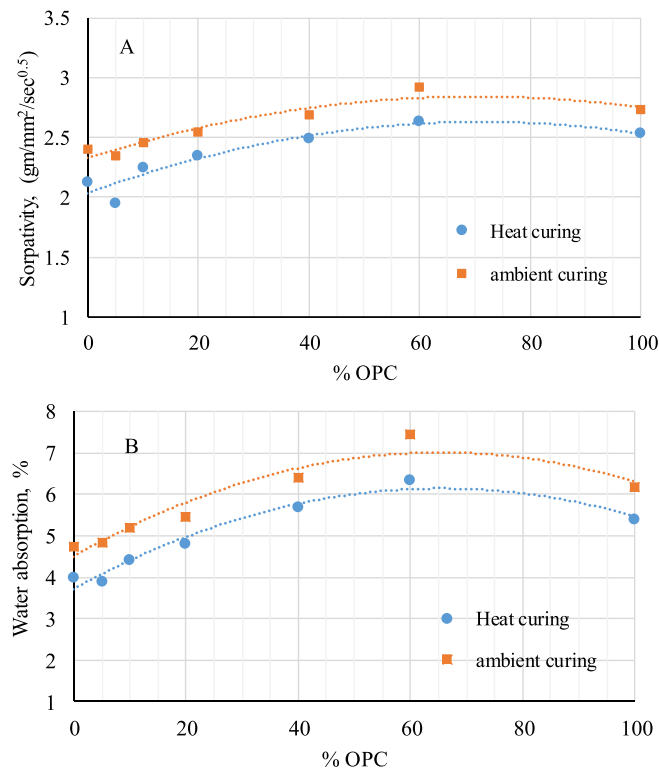 3.5
A
3
2.5
2
1.5
1
Sorpativity, (gm/mm²/sec⁰·⁵)
Heat curing
ambient curing
0 20 40 60 80 100
% OPC
8
B
7
6
5
4
3
2
1
Water absorption, %
Heat curing
ambient curing
0 20 40 60 80 100
% OPC